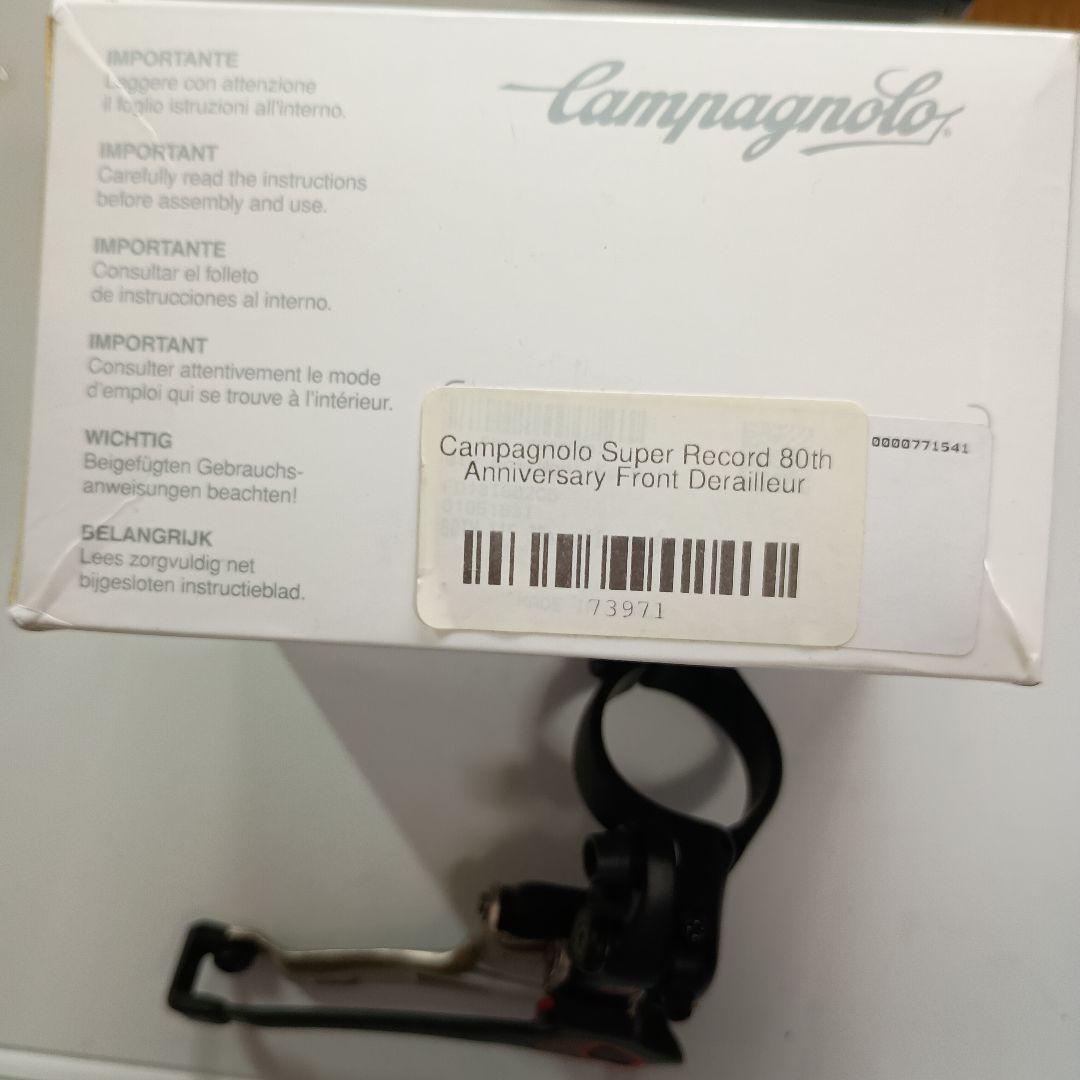 IMPORTANTE
Leggere con attenzione
il foglio istruzioni all'interno.
IMPORTANT
Carefully read the instructions
before assembly and use.
IMPORTANTE
Consultar el folleto
de instrucciones al interno.
IMPORTANT
Consulter attentivement le mode
d'emploi qui se trouve à l'intérieur.
WICHTIG
Beigefügten Gebrauchs-
anweisungen beachten!
BELANGRIJK
Lees zorgvuldig net
bijgesloten instructieblad.
Campagnolo®
0000771541
Campagnolo Super Record 80th
Anniversary Front Derailleur
73971